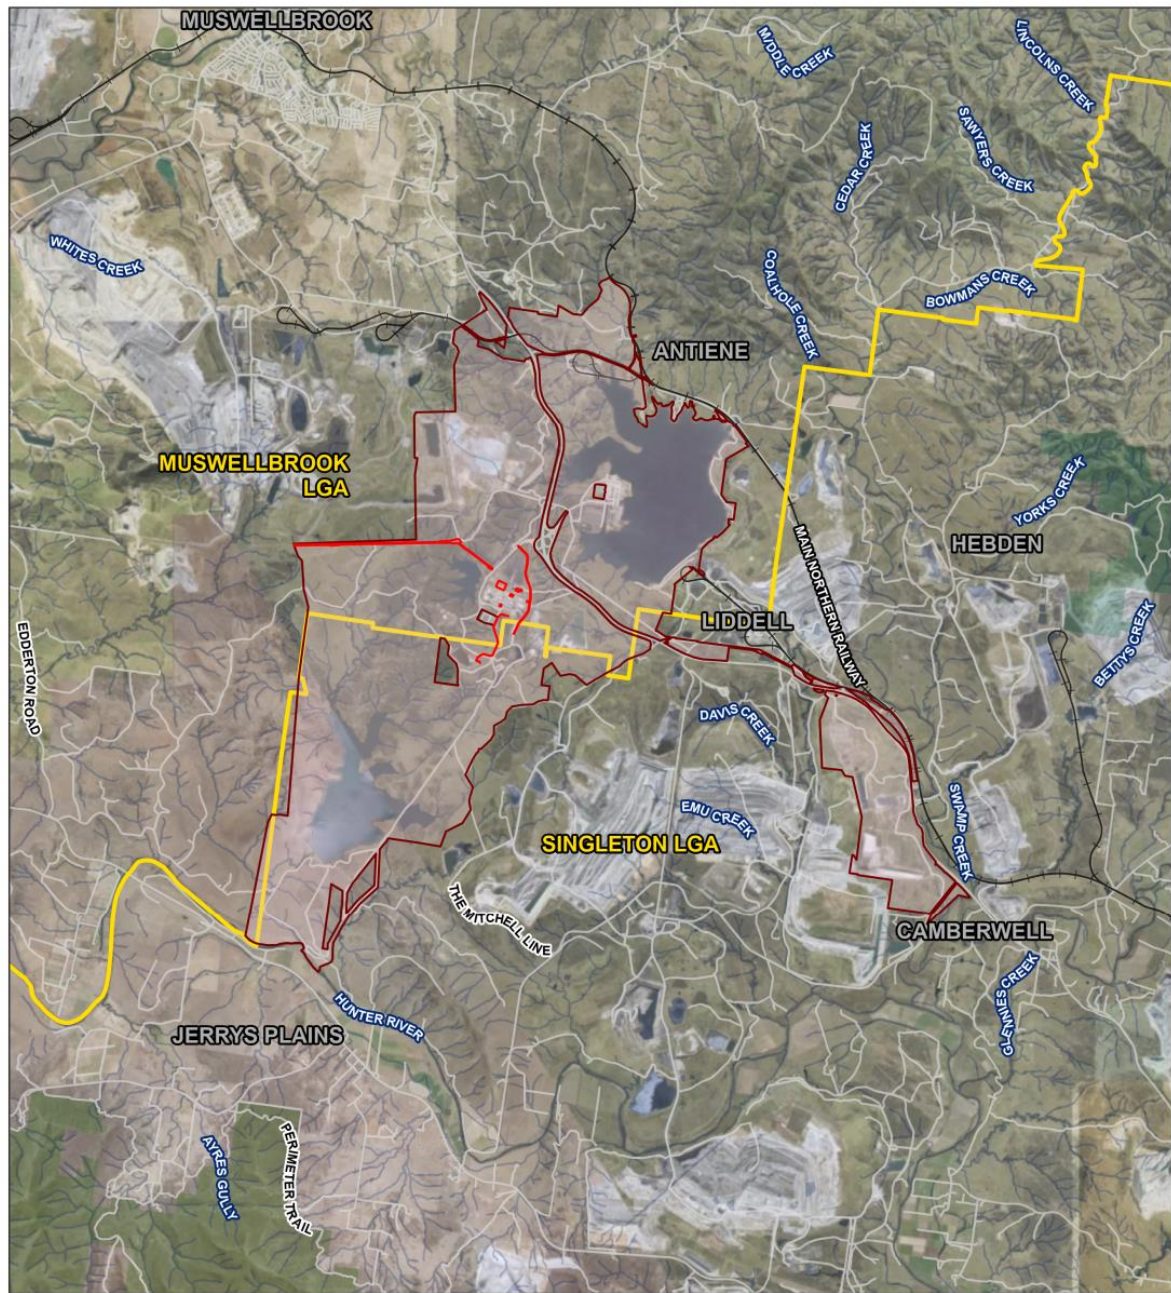 MUSWELLBROOK
MIDDLE CREEK
LINCOLNS CREEK
SAWYERS CREEK
CEDAR CREEK
WHITES CREEK
COALHOLE CREEK
BOWMANS CREEK
ANTIENE
MUSWELLBROOK
LGA
YORKS CREEK
HEBDEN
MAIN NORTHERN RAILWAY
LIDDELL
BETTYS CREEK
EDDERTON ROAD
DAVIS CREEK
EMU CREEK
SWAMP CREEK
SINGLETON LGA
THE MITCHELL LINE
CAMBERWELL
GLENNIES CREEK
HUNTER RIVER
JERRYS PLAINS
AYRES GULLY
PERIMETER TRAIL